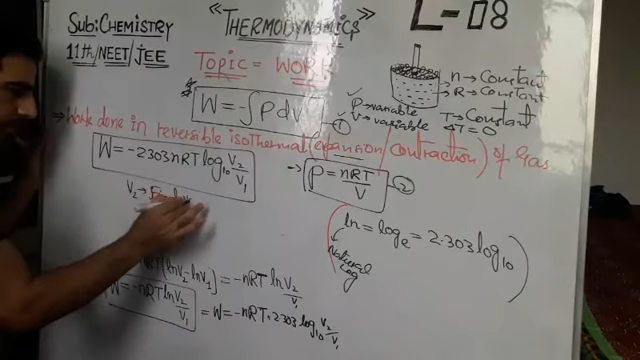 Sub: CHEMISTRY
11th/NEET/JEE
«THERMODYNAMICS»
L-08
Topic = WORK
W = -∫PdV
①
P→variable
V→variable
n→Constant
R→Constant
T→Constant
ΔT=0
⇒Work done in reversible isothermal (expansion contraction) of Gas
W = -2.303nRT log₁₀ V₂/V₁
P = nRT/V
②
V₂→
(ln = logₑ = 2.303 log₁₀)
Natural log
(lnV₂-lnV₁] = -nRT ln V₂/V₁
W = -nRT ln V₂/V₁ = W = -nRT×2.303 log₁₀ V₂/V₁